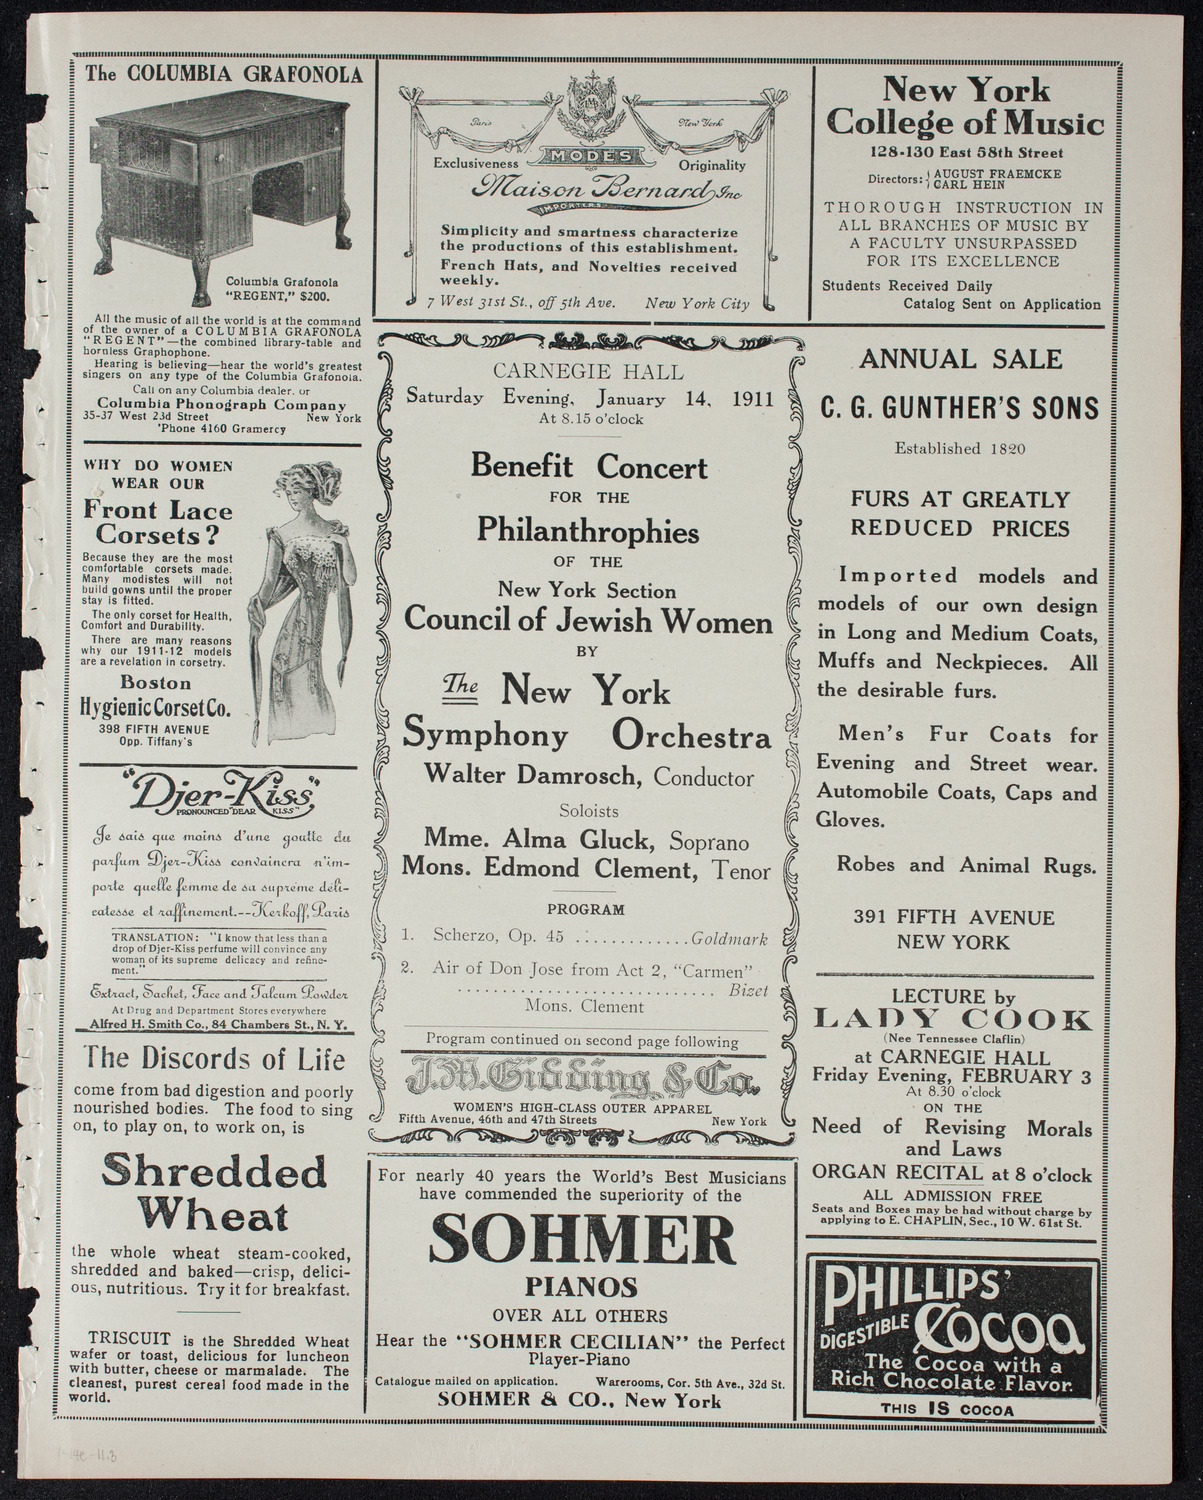 The COLUMBIA GRAFONOLA
Columbia Grafonola
"REGENT," $200.
All the music of all the world is at the command
of the owner of a COLUMBIA GRAFONOLA
"REGENT"—the combined library-table and
hornless Graphophone.
Hearing is believing—hear the world's greatest
singers on any type of the Columbia Grafonola.
Call on any Columbia dealer, or
Columbia Phonograph Company
35-37 West 23d Street New York
'Phone 4160 Gramercy
WHY DO WOMEN
WEAR OUR
Front Lace
Corsets?
Because they are the most
comfortable corsets made.
Many modistes will not
build gowns until the proper
stay is fitted.
The only corset for Health,
Comfort and Durability.
There are many reasons
why our 1911-12 models
are a revelation in corsetry.
Boston
Hygienic Corset Co.
398 FIFTH AVENUE
Opp. Tiffany's
"Djer-Kiss"
PRONOUNCED "DEAR KISS"
Je sais que moins d'une goutte du
parfum Djer-Kiss convaincra n'im-
porte quelle femme de sa suprême déli-
catesse et raffinement.--Kerkoff, Paris
TRANSLATION: "I know that less than a
drop of Djer-Kiss perfume will convince any
woman of its supreme delicacy and refine-
ment."
Extract, Sachet, Face and Talcum Powder
At Drug and Department Stores everywhere
Alfred H. Smith Co., 84 Chambers St., N. Y.
The Discords of Life
come from bad digestion and poorly
nourished bodies. The food to sing
on, to play on, to work on, is
Shredded
Wheat
the whole wheat steam-cooked,
shredded and baked—crisp, delici-
ous, nutritious. Try it for breakfast.
TRISCUIT is the Shredded Wheat
wafer or toast, delicious for luncheon
with butter, cheese or marmalade. The
cleanest, purest cereal food made in the
world.
Paris New York
Exclusiveness MODES Originality
Maison Bernard Inc
IMPORTERS
Simplicity and smartness characterize
the productions of this establishment.
French Hats, and Novelties received
weekly.
7 West 31st St., off 5th Ave. New York City
CARNEGIE HALL
Saturday Evening, January 14, 1911
At 8.15 o'clock
Benefit Concert
FOR THE
Philanthrophies
OF THE
New York Section
Council of Jewish Women
BY
The New York
Symphony Orchestra
Walter Damrosch, Conductor
Soloists
Mme. Alma Gluck, Soprano
Mons. Edmond Clement, Tenor
PROGRAM
1. Scherzo, Op. 45 ............Goldmark
2. Air of Don Jose from Act 2, "Carmen"
............................. Bizet
Mons. Clement
Program continued on second page following
J.M. Gidding & Co.
WOMEN'S HIGH-CLASS OUTER APPAREL
Fifth Avenue, 46th and 47th Streets New York
For nearly 40 years the World's Best Musicians
have commended the superiority of the
SOHMER
PIANOS
OVER ALL OTHERS
Hear the "SOHMER CECILIAN" the Perfect
Player-Piano
Catalogue mailed on application. Warerooms, Cor. 5th Ave., 32d St.
SOHMER & CO., New York
New York
College of Music
128-130 East 58th Street
Directors: { AUGUST FRAEMCKE
CARL HEIN
THOROUGH INSTRUCTION IN
ALL BRANCHES OF MUSIC BY
A FACULTY UNSURPASSED
FOR ITS EXCELLENCE
Students Received Daily
Catalog Sent on Application
ANNUAL SALE
C. G. GUNTHER'S SONS
Established 1820
FURS AT GREATLY
REDUCED PRICES
Imported models and
models of our own design
in Long and Medium Coats,
Muffs and Neckpieces. All
the desirable furs.
Men's Fur Coats for
Evening and Street wear.
Automobile Coats, Caps and
Gloves.
Robes and Animal Rugs.
391 FIFTH AVENUE
NEW YORK
LECTURE by
LADY COOK
(Nee Tennessee Claflin)
at CARNEGIE HALL
Friday Evening, FEBRUARY 3
At 8.30 o'clock
ON THE
Need of Revising Morals
and Laws
ORGAN RECITAL at 8 o'clock
ALL ADMISSION FREE
Seats and Boxes may be had without charge by
applying to E. CHAPLIN, Sec., 10 W. 61st St.
PHILLIPS'
DIGESTIBLE COCOA
The Cocoa with a
Rich Chocolate Flavor.
THIS IS COCOA